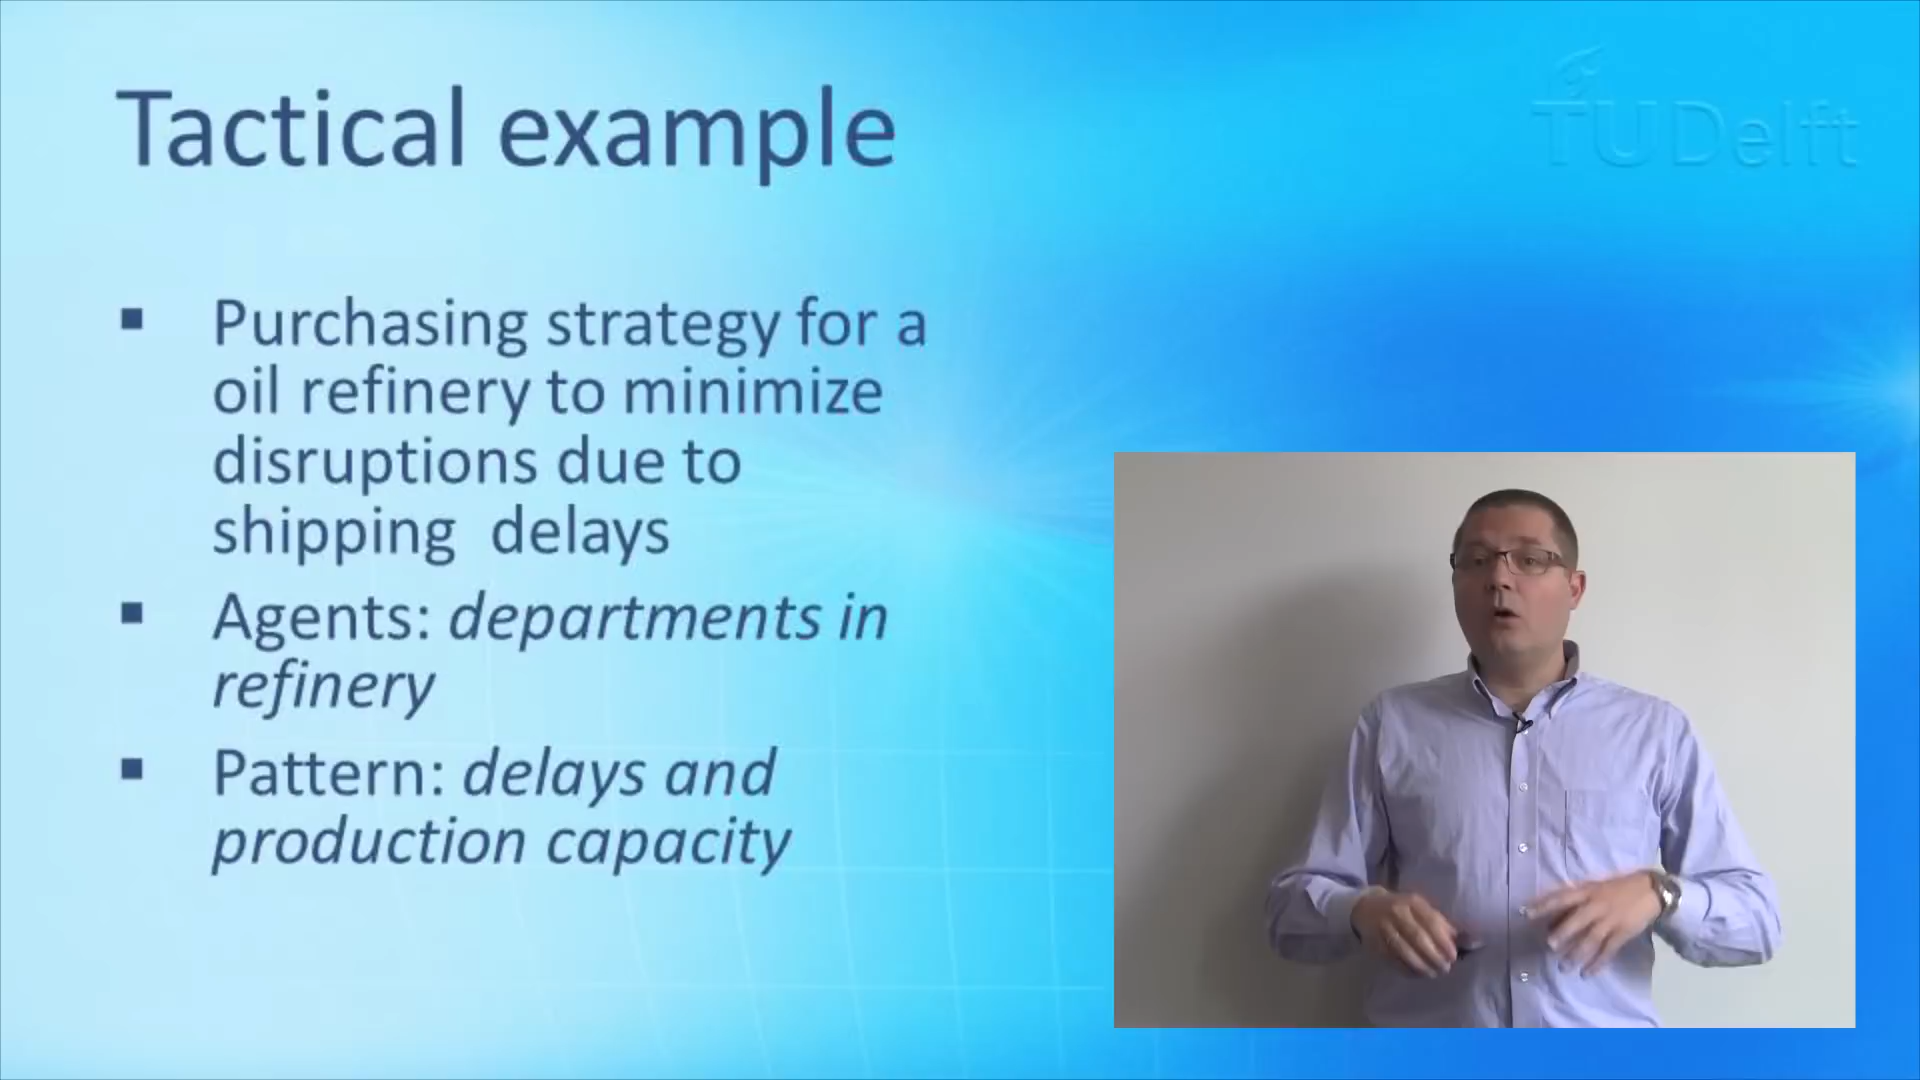 Tactical example
TUDelft
▪ Purchasing strategy for a
oil refinery to minimize
disruptions due to
shipping delays
▪ Agents: departments in
refinery
▪ Pattern: delays and
production capacity